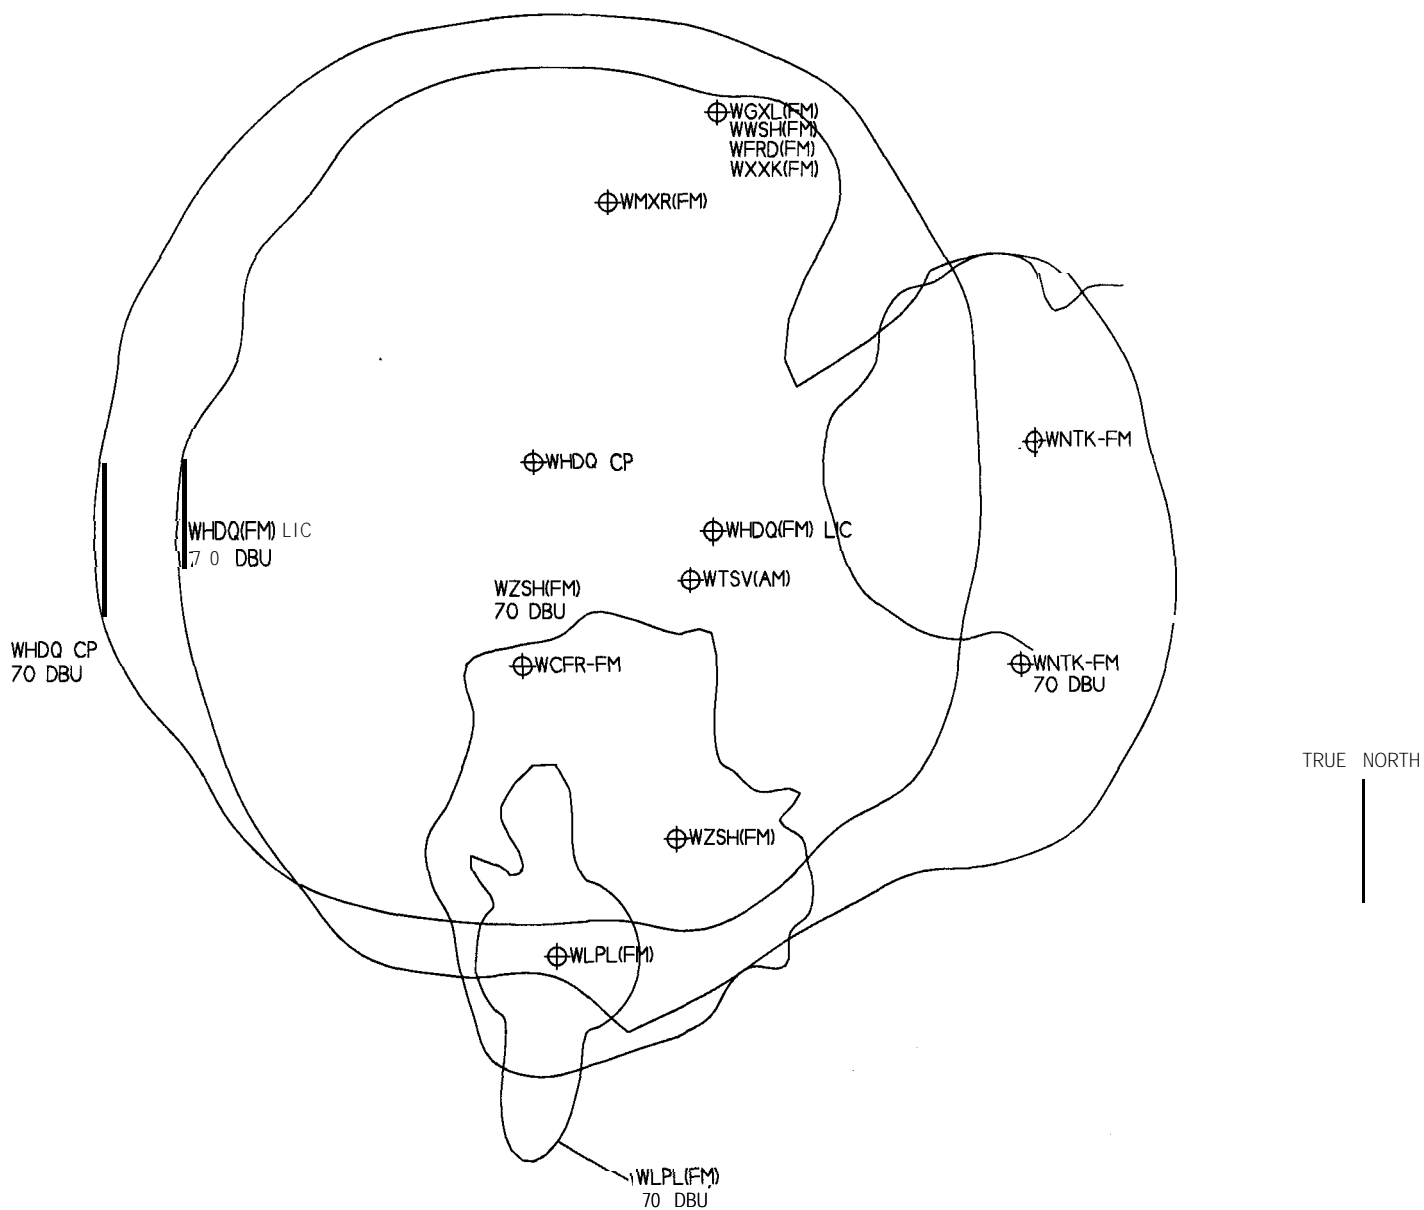 WGXL(FM)
WWSH(FM)
WFRD(FM)
WXXK(FM)
WMXR(FM)
WNTK-FM
WHDQ CP
WHDQ(FM) LIC
70 DBU
WHDQ(FM) LIC
WTSV(AM)
WZSH(FM)
70 DBU
WHDQ CP
70 DBU
WCFR-FM
WNTK-FM
70 DBU
TRUE NORTH
WZSH(FM)
WLPL(FM)
WLPL(FM)
70 DBU